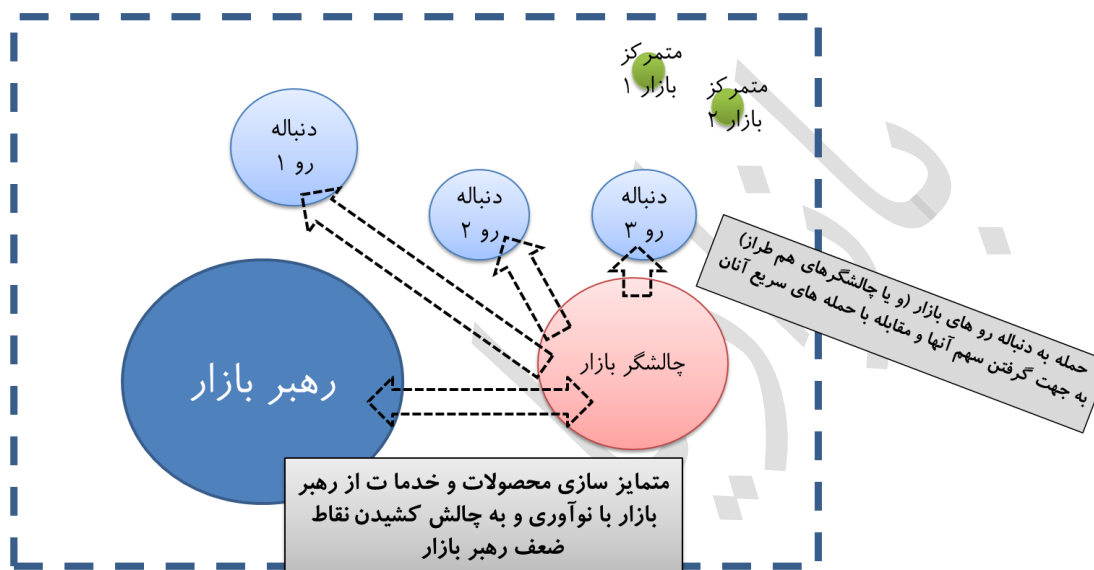 متمرکز
بازار ۱
متمرکز
بازار ۲
دنباله
رو ۱
دنباله
رو ۲
دنباله
رو ۳
حمله به دنباله رو های بازار (و یا چالشگرهای هم طراز)
به جهت گرفتن سهم آنها و مقابله با حمله های سریع آنان
رهبر بازار
چالشگر بازار
متمایز سازی محصولات و خدما ت از رهبر
بازار با نوآوری و به چالش کشیدن نقاط
ضعف رهبر بازار